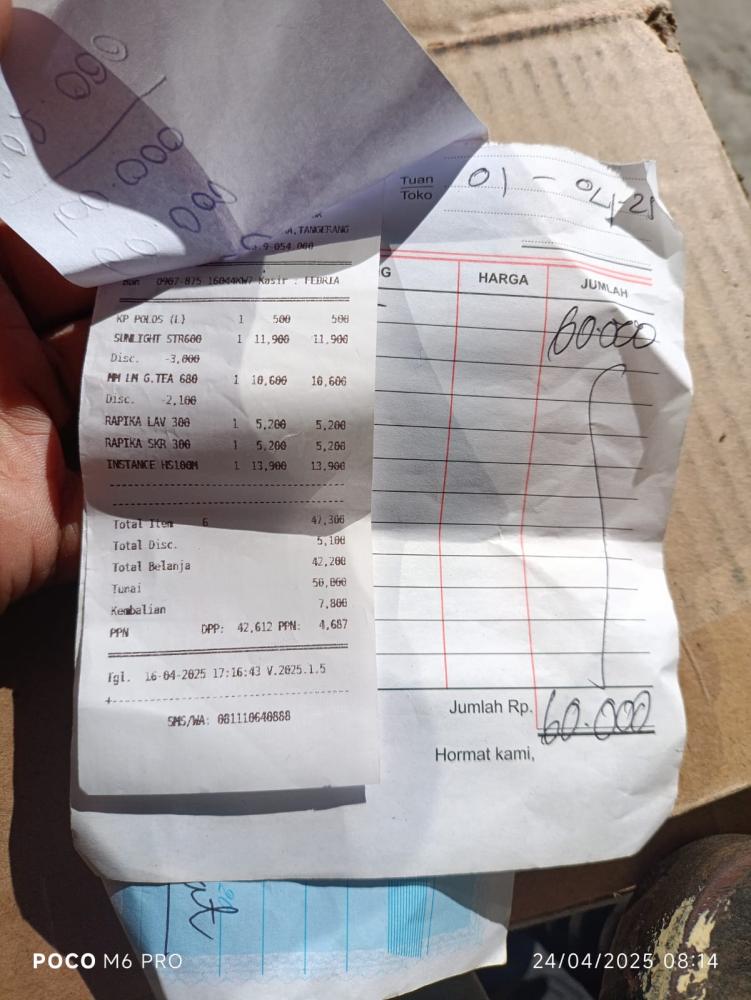 000
000
000
Tuan
Toko
01 - 04-25
A, TANGERANG
.9-054.000
Bon 0907-875 16044KW7 Kasir : FEBRIA
KP POLOS (L) 1 500 500
SUNLIGHT STR600 1 11,900 11,900
Disc. -3,000
MM LM G.TEA 680 1 10,600 10,600
Disc. -2,100
RAPIKA LAV 300 1 5,200 5,200
RAPIKA SKR 300 1 5,200 5,200
INSTANCE HS100M 1 13,900 13,900
Total Item 6 47,300
Total Disc. 5,100
Total Belanja 42,200
Tunai 50,000
Kembalian 7,800
PPN DPP: 42,612 PPN: 4,687
Tgl. 16-04-2025 17:16:43 V.2025.1.5
SMS/WA: 081110640888
G HARGA JUMLAH
60.000
Jumlah Rp. 60.000
Hormat kami,
POCO M6 PRO
24/04/2025 08:14